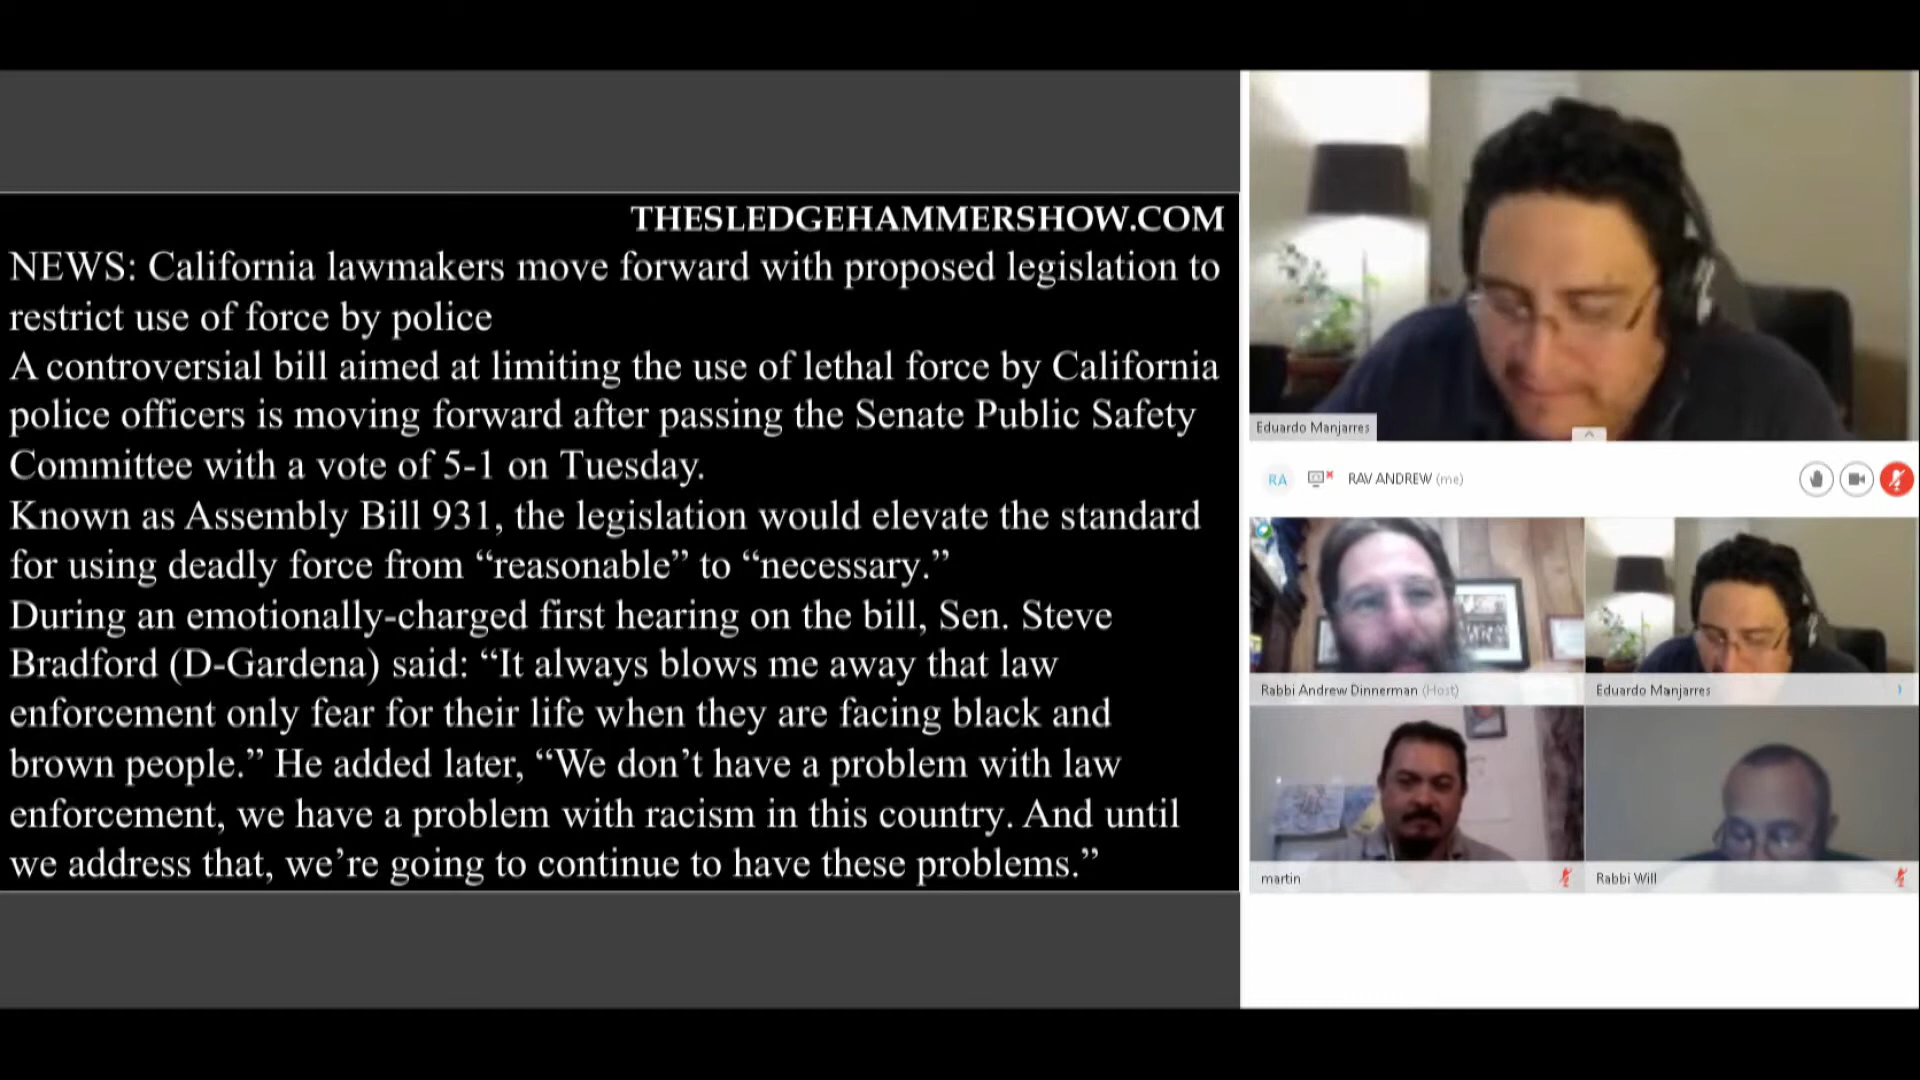 THESLEDGEHAMMERSHOW.COM
NEWS: California lawmakers move forward with proposed legislation to
restrict use of force by police
A controversial bill aimed at limiting the use of lethal force by California
police officers is moving forward after passing the Senate Public Safety
Committee with a vote of 5-1 on Tuesday.
Known as Assembly Bill 931, the legislation would elevate the standard
for using deadly force from “reasonable” to “necessary.”
During an emotionally-charged first hearing on the bill, Sen. Steve
Bradford (D-Gardena) said: “It always blows me away that law
enforcement only fear for their life when they are facing black and
brown people.” He added later, “We don’t have a problem with law
enforcement, we have a problem with racism in this country. And until
we address that, we’re going to continue to have these problems.”
Eduardo Manjarres
RA RAV ANDREW (me)
Rabbi Andrew Dinnerman (Host)
Eduardo Manjarres
martin
Rabbi Will